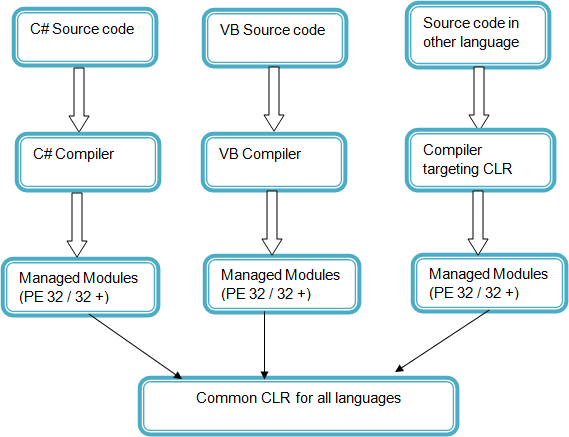 C# Source code
VB Source code
Source code in
other language
C# Compiler
VB Compiler
Compiler
targeting CLR
Managed Modules
(PE 32 / 32 +)
Managed Modules
(PE 32 / 32 +)
Managed Modules
(PE 32 / 32 +)
Common CLR for all languages